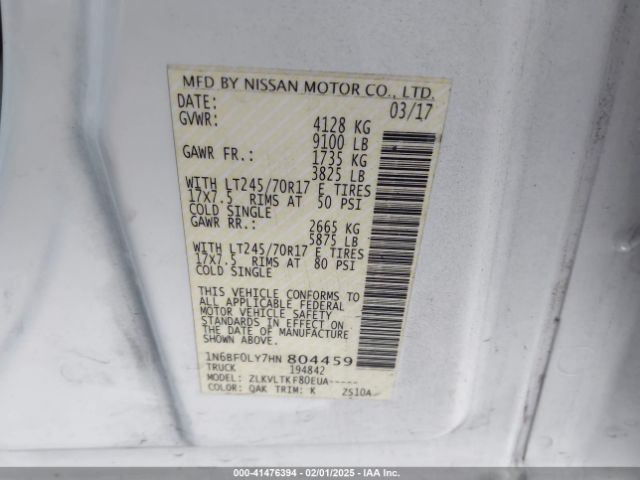 MFD BY NISSAN MOTOR CO., LTD.
DATE: 03/17
GVWR: 4128 KG
9100 LB
GAWR FR.: 1735 KG
3825 LB
WITH LT245/70R17 E TIRES
17X7.5 RIMS AT 50 PSI
COLD SINGLE
GAWR RR.: 2665 KG
5875 LB
WITH LT245/70R17 E TIRES
17X7.5 RIMS AT 80 PSI
COLD SINGLE
THIS VEHICLE CONFORMS TO
ALL APPLICABLE FEDERAL
MOTOR VEHICLE SAFETY
STANDARDS IN EFFECT ON
THE DATE OF MANUFACTURE
SHOWN ABOVE.
1N6BF0LY7HN 804459
TRUCK 194842
MODEL: ZLKVLTKF80EUA-----
COLOR: QAK TRIM: K ZS10A
000-41476394 - 02/01/2025 - IAA Inc.